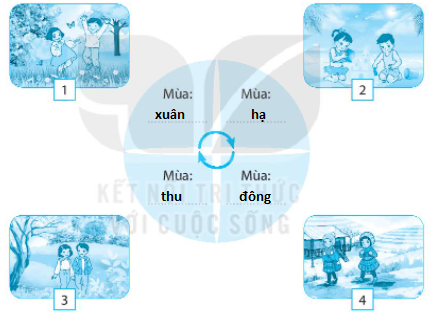 1
2
Mùa: Mùa:
xuân hạ
Mùa: Mùa:
thu đông
KẾT NỐI TRI THỨC
VỚI CUỘC SỐNG
3
4